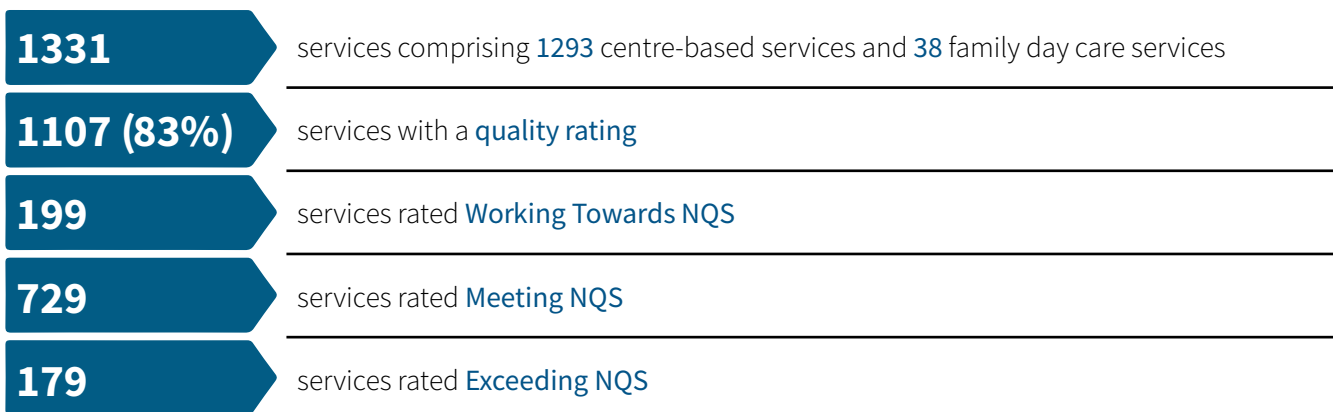 1331 services comprising 1293 centre-based services and 38 family day care services
1107 (83%) services with a quality rating
199 services rated Working Towards NQS
729 services rated Meeting NQS
179 services rated Exceeding NQS